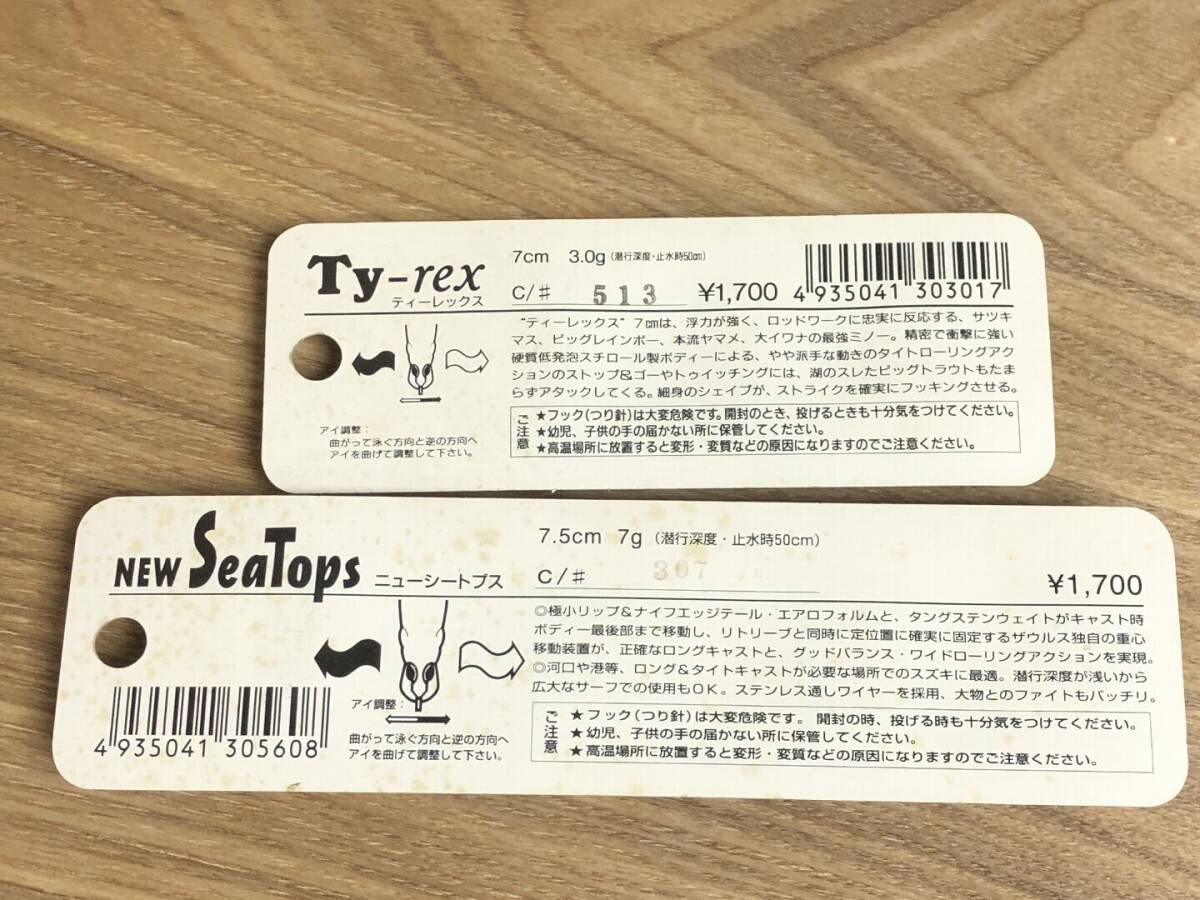 Ty-rex
ティーレックス
7cm 3.0g (潜行深度・止水時50cm)
C/# 513 ¥1,700
4 935041 303017
"ティーレックス" 7cmは、浮力が強く、ロッドワークに忠実に反応する、サツキ
マス、ビッグレインボー、本流ヤマメ、大イワナの最強ミノー。精密で衝撃に強い
硬質低発泡スチロール製ボディーによる、やや派手な動きのタイトローリングアク
ションのストップ&ゴーやトゥイッチングには、湖のスレたビッグトラウトもたま
らずアタックしてくる。細身のシェイプが、ストライクを確実にフッキングさせる。
アイ調整:
曲がって泳ぐ方向と逆の方向へ
アイを曲げて調整して下さい。
ご注意
★フック(つり針)は大変危険です。開封のとき、投げるときも十分気をつけてください。
★幼児、子供の手の届かない所に保管してください。
★高温場所に放置すると変形・変質などの原因になりますのでご注意ください。
NEW SeaTops ニューシートプス
7.5cm 7g (潜行深度・止水時50cm)
C/# 307
¥1,700
◎極小リップ&ナイフエッジテール・エアロフォルムと、タングステンウェイトがキャスト時
ボディー最後部まで移動し、リトリーブと同時に定位置に確実に固定するザウルス独自の重心
移動装置が、正確なロングキャストと、グッドバランス・ワイドローリングアクションを実現。
◎河口や港等、ロング&タイトキャストが必要な場所でのスズキに最適。潜行深度が浅いから
広大なサーフでの使用もOK。ステンレス通しワイヤーを採用、大物とのファイトもバッチリ。
アイ調整:
曲がって泳ぐ方向と逆の方向へ
アイを曲げて調整して下さい。
4 935041 305608
ご注意
★フック(つり針)は大変危険です。開封の時、投げる時も十分気をつけてください。
★幼児、子供の手の届かない所に保管してください。
★高温場所に放置すると変形・変質などの原因になりますのでご注意ください。